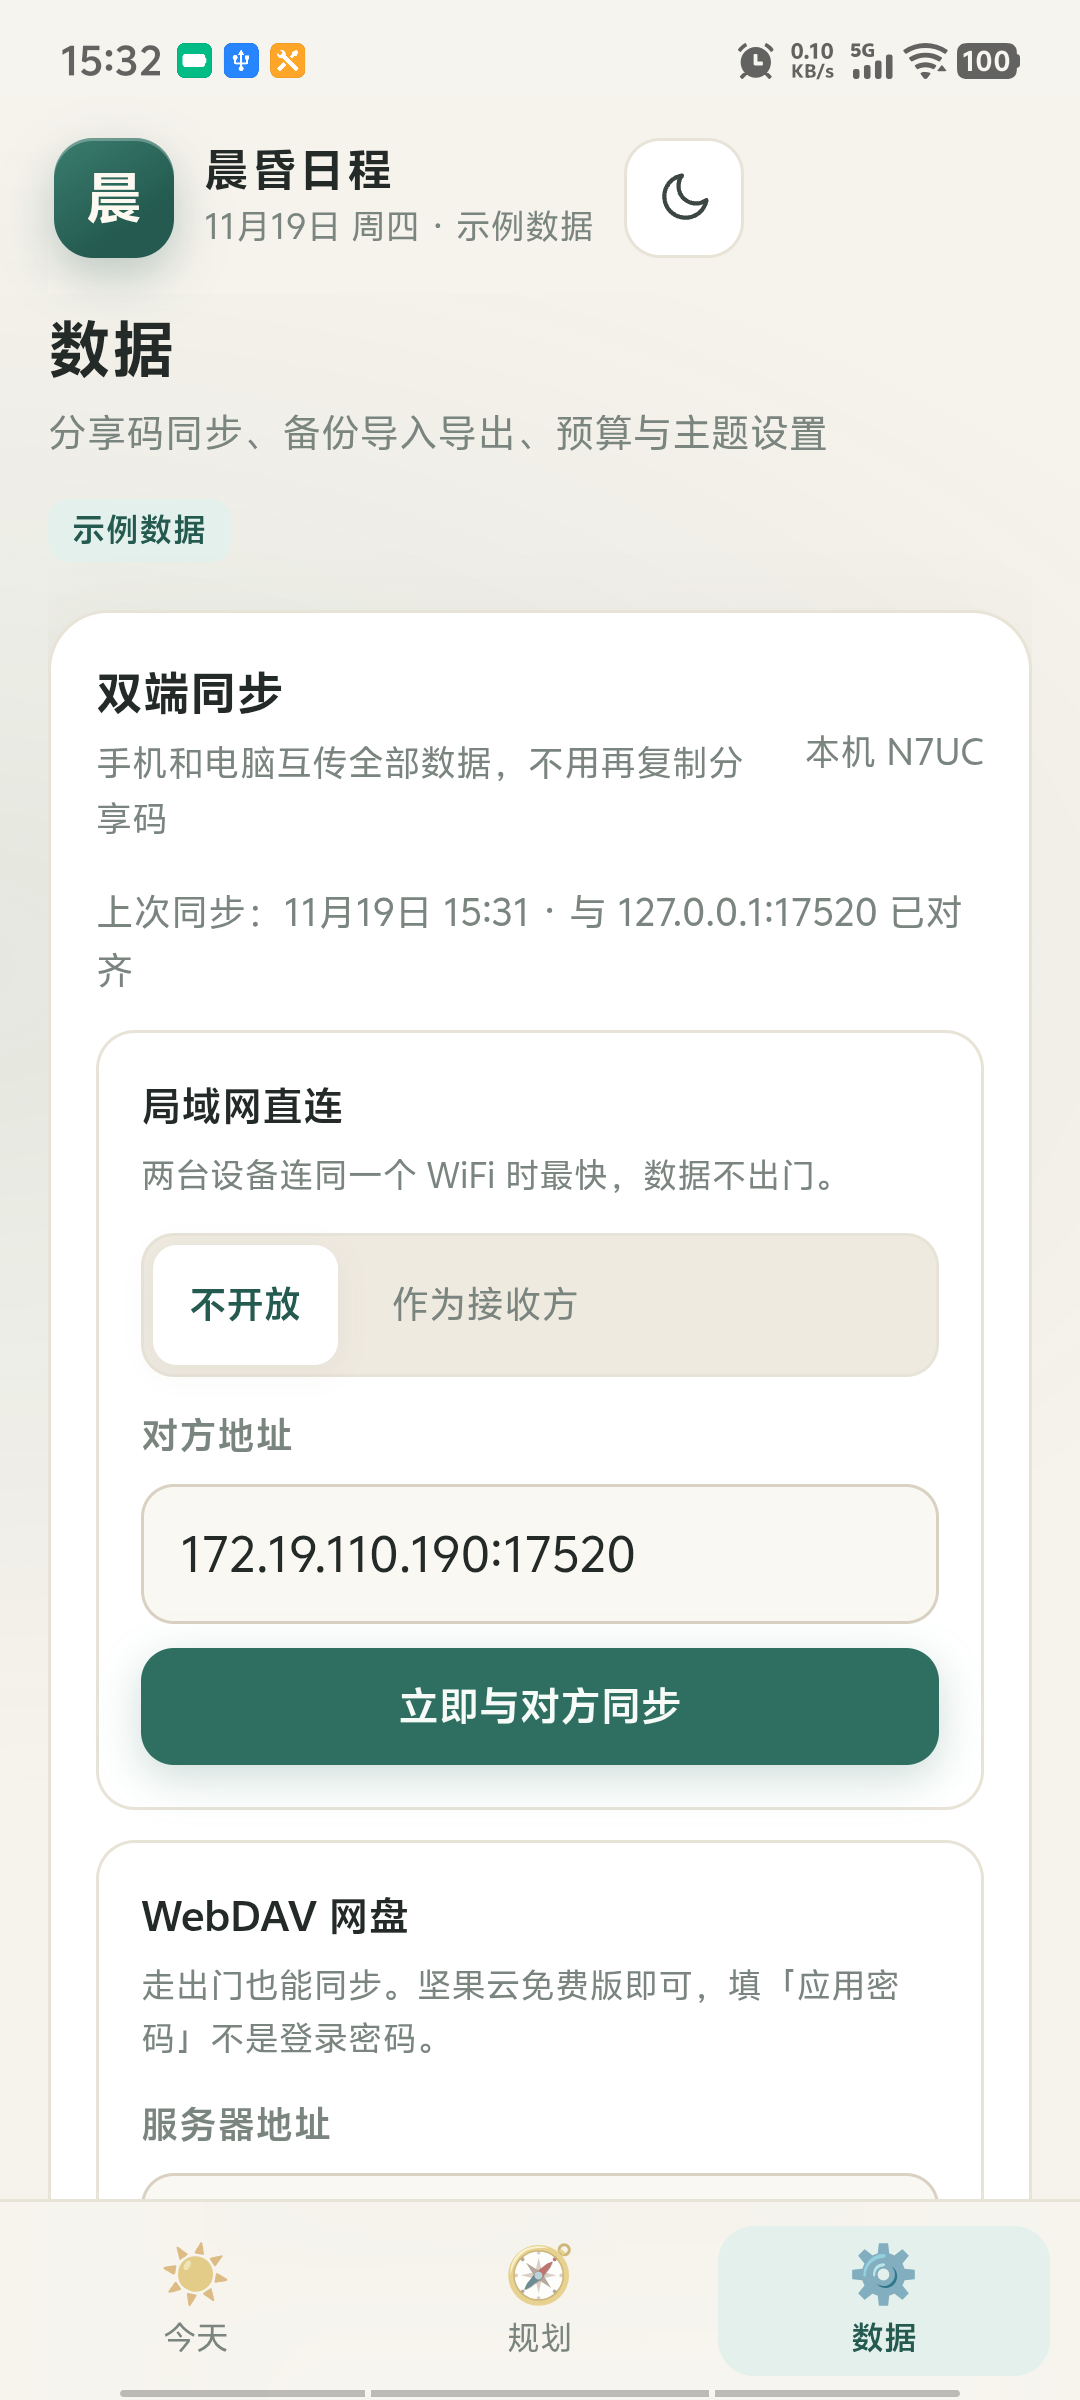 15:32
0.10 KB/s 5G 100
晨
晨昏日程
11月19日 周四 · 示例数据
数据
分享码同步、备份导入导出、预算与主题设置
示例数据
双端同步
手机和电脑互传全部数据，不用再复制分
享码
本机 N7UC
上次同步：11月19日 15:31 · 与 127.0.0.1:17520 已对
齐
局域网直连
两台设备连同一个 WiFi 时最快，数据不出门。
不开放 作为接收方
对方地址
172.19.110.190:17520
立即与对方同步
WebDAV 网盘
走出门也能同步。坚果云免费版即可，填「应用密
码」不是登录密码。
服务器地址
今天 规划 数据